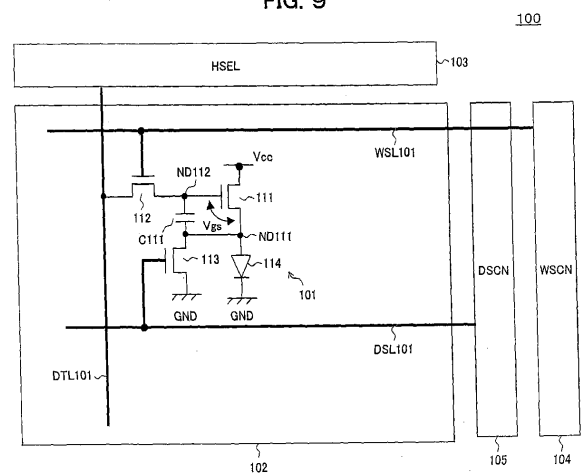 FIG. 9
100
HSEL
103
WSL101
Vcc
ND112
111
112
Vgs
C111
ND111
113
114
101
GND
GND
DSCN
WSCN
DSL101
DTL101
102
105
104